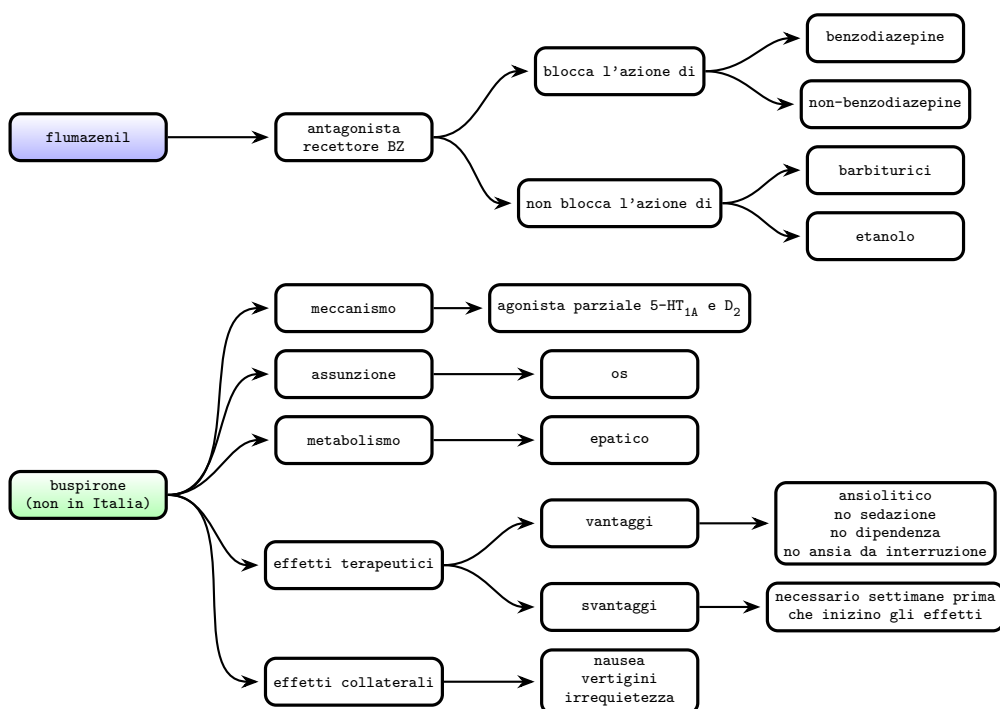 flumazenil
antagonista
recettore BZ
blocca l'azione di
benzodiazepine
non-benzodiazepine
non blocca l'azione di
barbiturici
etanolo
buspirone
(non in Italia)
meccanismo
agonista parziale 5-HT1A e D2
assunzione
os
metabolismo
epatico
effetti terapeutici
vantaggi
ansiolitico
no sedazione
no dipendenza
no ansia da interruzione
svantaggi
necessario settimane prima
che inizino gli effetti
effetti collaterali
nausea
vertigini
irrequietezza